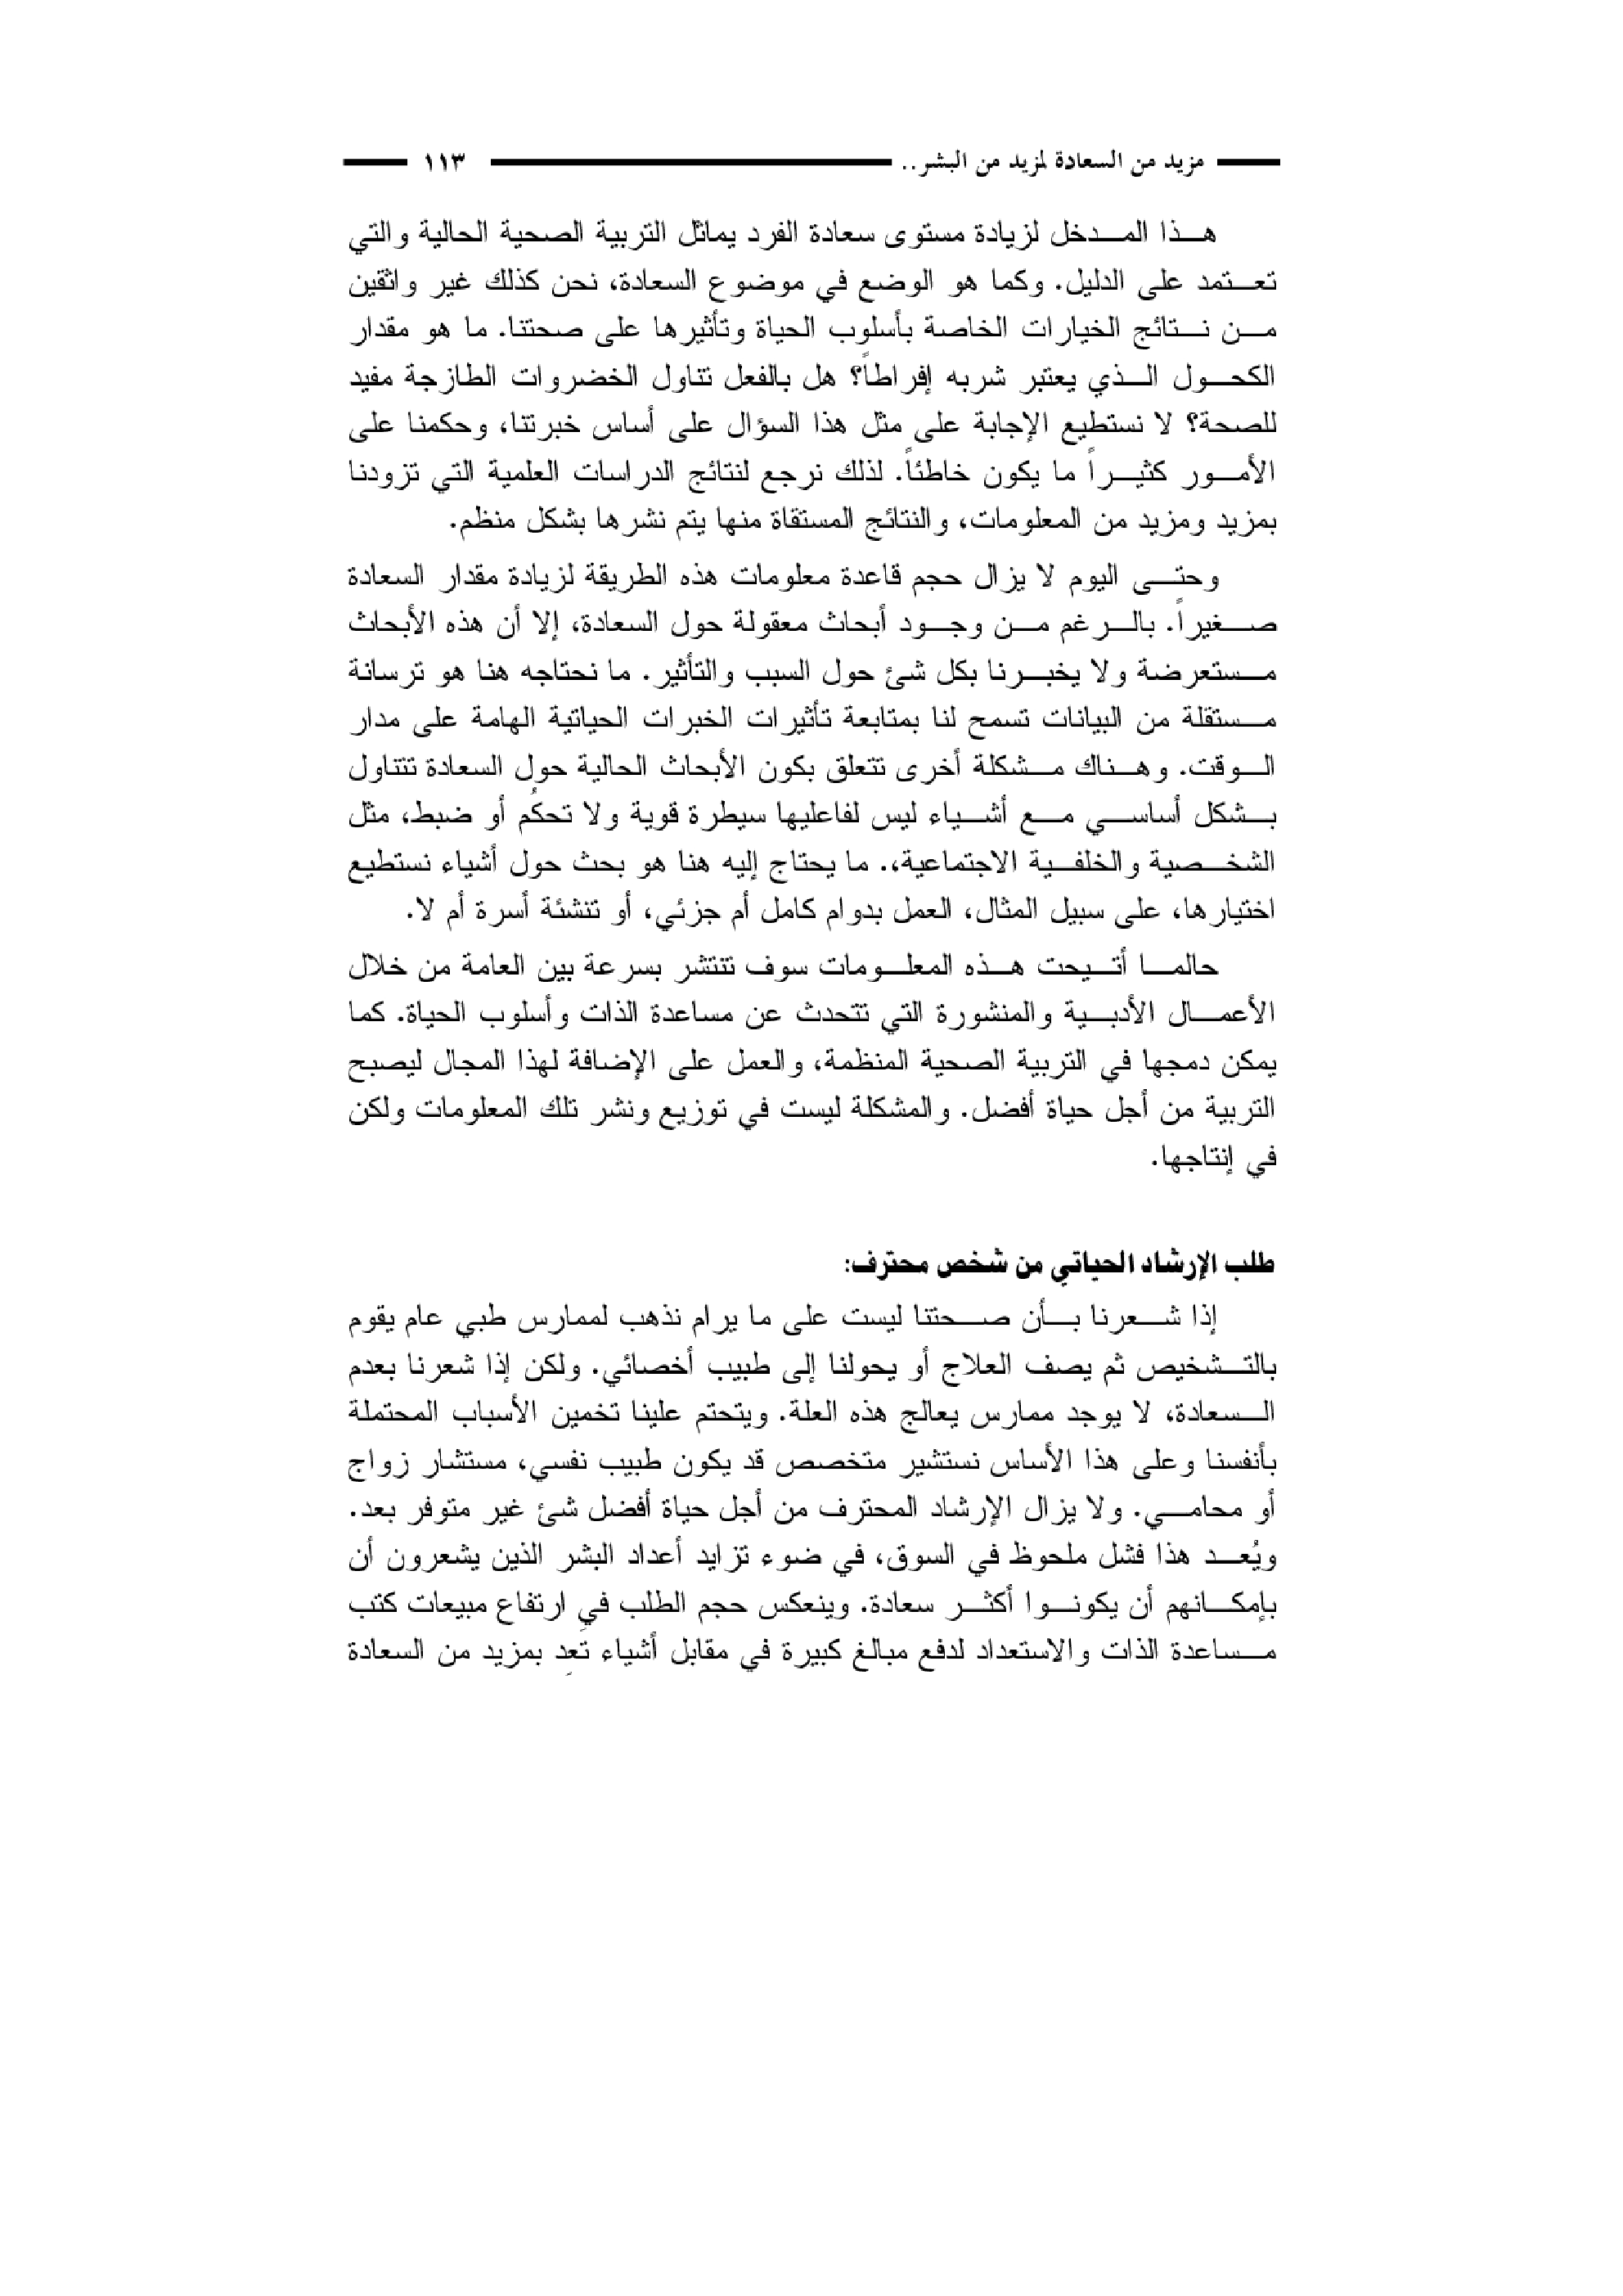 مزيد من السعادة لمزيد من البشر.. ١١٣
هذا المدخل لزيادة مستوى سعادة الفرد يماثل التربية الصحية الحالية والتي
تعتمد على الدليل. وكما هو الوضع في موضوع السعادة، نحن كذلك غير واثقين
من نتائج الخيارات الخاصة بأسلوب الحياة وتأثيرها على صحتنا. ما هو مقدار
الكحول الذي يعتبر شربه إفراطاً؟ هل بالفعل تناول الخضروات الطازجة مفيد
للصحة؟ لا نستطيع الإجابة على مثل هذا السؤال على أساس خبرتنا، وحكمنا على
الأمور كثيراً ما يكون خاطئاً. لذلك نرجع لنتائج الدراسات العلمية التي تزودنا
بمزيد ومزيد من المعلومات، والنتائج المستقاة منها يتم نشرها بشكل منظم.
وحتى اليوم لا يزال حجم قاعدة معلومات هذه الطريقة لزيادة مقدار السعادة
صغيراً. بالرغم من وجود أبحاث معقولة حول السعادة، إلا أن هذه الأبحاث
مستعرضة ولا يخبرنا بكل شئ حول السبب والتأثير. ما نحتاجه هنا هو ترسانة
مستقلة من البيانات تسمح لنا بمتابعة تأثيرات الخبرات الحياتية الهامة على مدار
الوقت. وهناك مشكلة أخرى تتعلق بكون الأبحاث الحالية حول السعادة تتناول
بشكل أساسي مع أشياء ليس لفاعليها سيطرة قوية ولا تحكُم أو ضبط، مثل
الشخصية والخلفية الاجتماعية،. ما يحتاج إليه هنا هو بحث حول أشياء نستطيع
اختيارها، على سبيل المثال، العمل بدوام كامل أم جزئي، أو تنشئة أسرة أم لا.
حالما أتيحت هذه المعلومات سوف تنتشر بسرعة بين العامة من خلال
الأعمال الأدبية والمنشورة التي تتحدث عن مساعدة الذات وأسلوب الحياة. كما
يمكن دمجها في التربية الصحية المنظمة، والعمل على الإضافة لهذا المجال ليصبح
التربية من أجل حياة أفضل. والمشكلة ليست في توزيع ونشر تلك المعلومات ولكن
في إنتاجها.
طلب الإرشاد الحياتي من شخص محترف:
إذا شعرنا بأن صحتنا ليست على ما يرام نذهب لممارس طبي عام يقوم
بالتشخيص ثم يصف العلاج أو يحولنا إلى طبيب أخصائي. ولكن إذا شعرنا بعدم
السعادة، لا يوجد ممارس يعالج هذه العلة. ويتحتم علينا تخمين الأسباب المحتملة
بأنفسنا وعلى هذا الأساس نستشير متخصص قد يكون طبيب نفسي، مستشار زواج
أو محامي. ولا يزال الإرشاد المحترف من أجل حياة أفضل شئ غير متوفر بعد.
ويُعد هذا فشل ملحوظ في السوق، في ضوء تزايد أعداد البشر الذين يشعرون أن
بإمكانهم أن يكونوا أكثر سعادة. وينعكس حجم الطلب في ارتفاع مبيعات كتب
مساعدة الذات والاستعداد لدفع مبالغ كبيرة في مقابل أشياء تَعِد بمزيد من السعادة